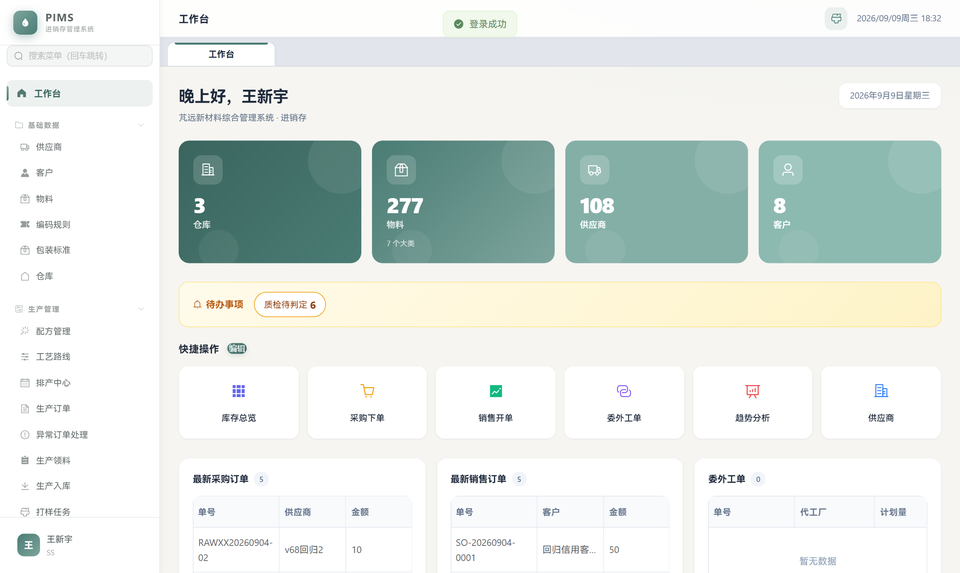 PIMS
进销存管理系统
搜索菜单（回车跳转）
工作台
基础数据
供应商
客户
物料
编码规则
包装标准
仓库
生产管理
配方管理
工艺路线
排产中心
生产订单
异常订单处理
生产领料
生产入库
打样任务
王
王新宇
SS
工作台
登录成功
2026/09/09周三 18:32
工作台
晚上好，王新宇
芃远新材料综合管理系统 · 进销存
2026年9月9日星期三
3
仓库
277
物料
7 个大类
108
供应商
8
客户
待办事项
质检待判定 6
快捷操作
编辑
库存总览
采购下单
销售开单
委外工单
趋势分析
供应商
最新采购订单 5
单号 供应商 金额
RAWXX20260904-02 v68回归2 10
最新销售订单 5
单号 客户 金额
SO-20260904-0001 回归信用客... 50
委外工单 0
单号 代工厂 计划量
暂无数据